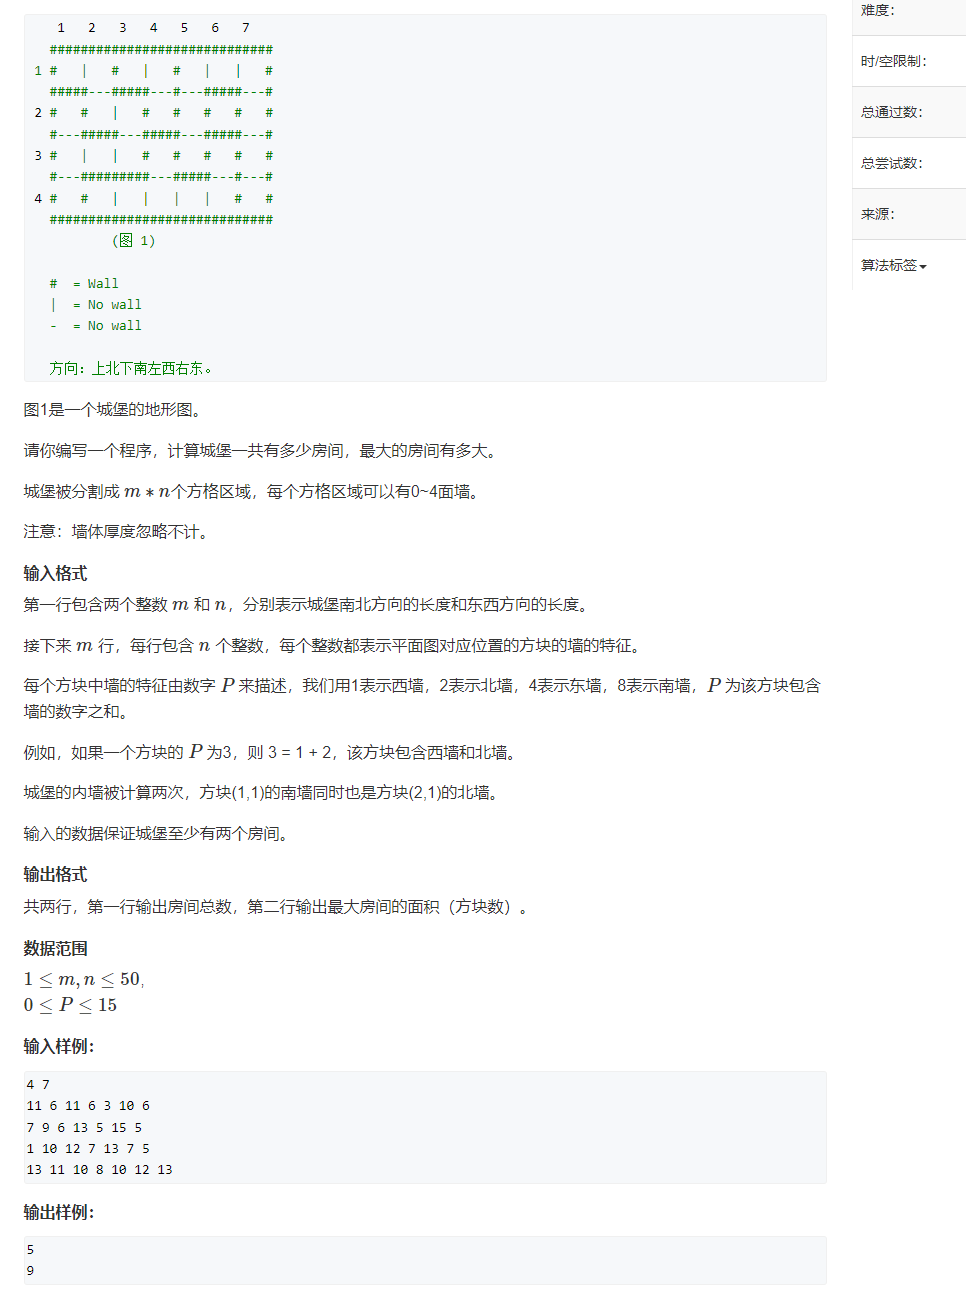 1 2 3 4 5 6 7
#############################
1 # | # | # | | #
#####---#####---#---#####---#
2 # # | # # # # #
#---#####---#####---#####---#
3 # | | # # # # #
#---#########---#####---#---#
4 # # | | | | # #
#############################
(图 1)
# = Wall
| = No wall
- = No wall
方向：上北下南左西右东。
图1是一个城堡的地形图。
请你编写一个程序，计算城堡一共有多少房间，最大的房间有多大。
城堡被分割成 m ∗ n个方格区域，每个方格区域可以有0~4面墙。
注意：墙体厚度忽略不计。
输入格式
第一行包含两个整数 m 和 n，分别表示城堡南北方向的长度和东西方向的长度。
接下来 m 行，每行包含 n 个整数，每个整数都表示平面图对应位置的方块的墙的特征。
每个方块中墙的特征由数字 P 来描述，我们用1表示西墙，2表示北墙，4表示东墙，8表示南墙，P 为该方块包含
墙的数字之和。
例如，如果一个方块的 P 为3，则 3 = 1 + 2，该方块包含西墙和北墙。
城堡的内墙被计算两次，方块(1,1)的南墙同时也是方块(2,1)的北墙。
输入的数据保证城堡至少有两个房间。
输出格式
共两行，第一行输出房间总数，第二行输出最大房间的面积（方块数）。
数据范围
1 ≤ m, n ≤ 50,
0 ≤ P ≤ 15
输入样例：
4 7
11 6 11 6 3 10 6
7 9 6 13 5 15 5
1 10 12 7 13 7 5
13 11 10 8 10 12 13
输出样例：
5
9
难度：
时/空限制：
总通过数：
总尝试数：
来源：
算法标签